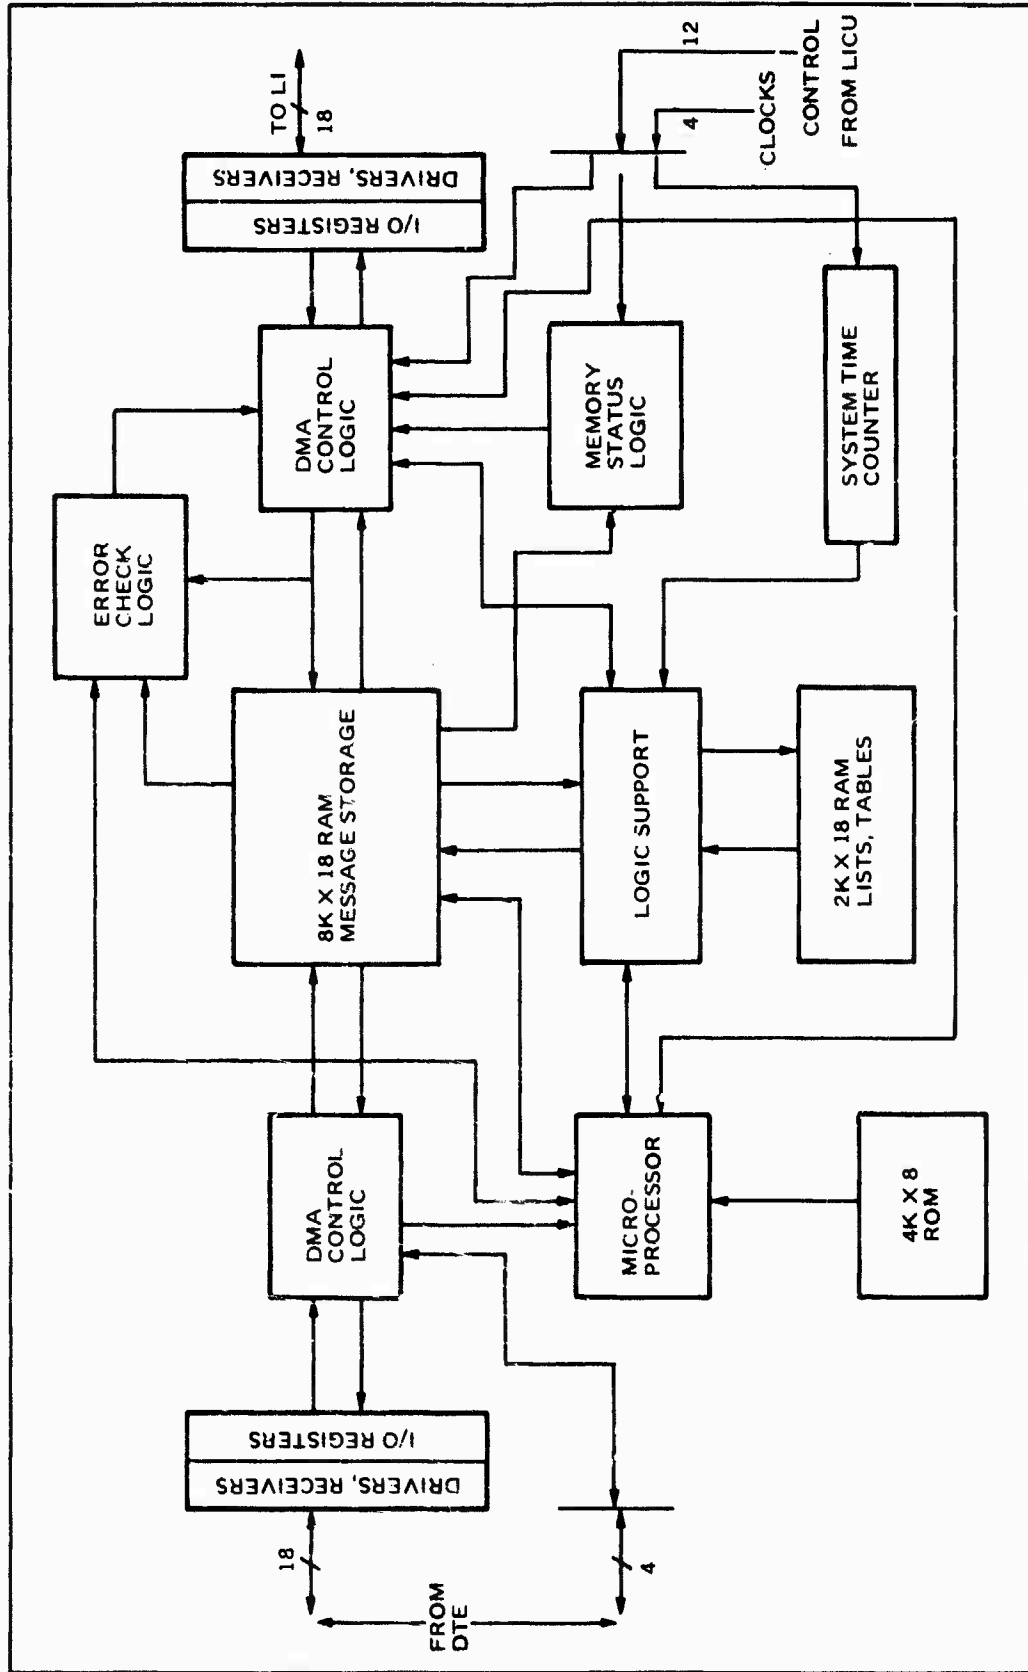 ERROR
CHECK
LOGIC
FROM
DTE
18
4
DRIVERS, RECEIVERS
I/O REGISTERS
DMA
CONTROL
LOGIC
8K X 18 RAM
MESSAGE STORAGE
DMA
CONTROL
LOGIC
I/O REGISTERS
DRIVERS, RECEIVERS
TO LI
18
MICRO-
PROCESSOR
LOGIC SUPPORT
MEMORY
STATUS
LOGIC
12
4
CLOCKS
CONTROL
FROM LICU
4K X 8
ROM
2K X 18 RAM
LISTS, TABLES
SYSTEM TIME
COUNTER